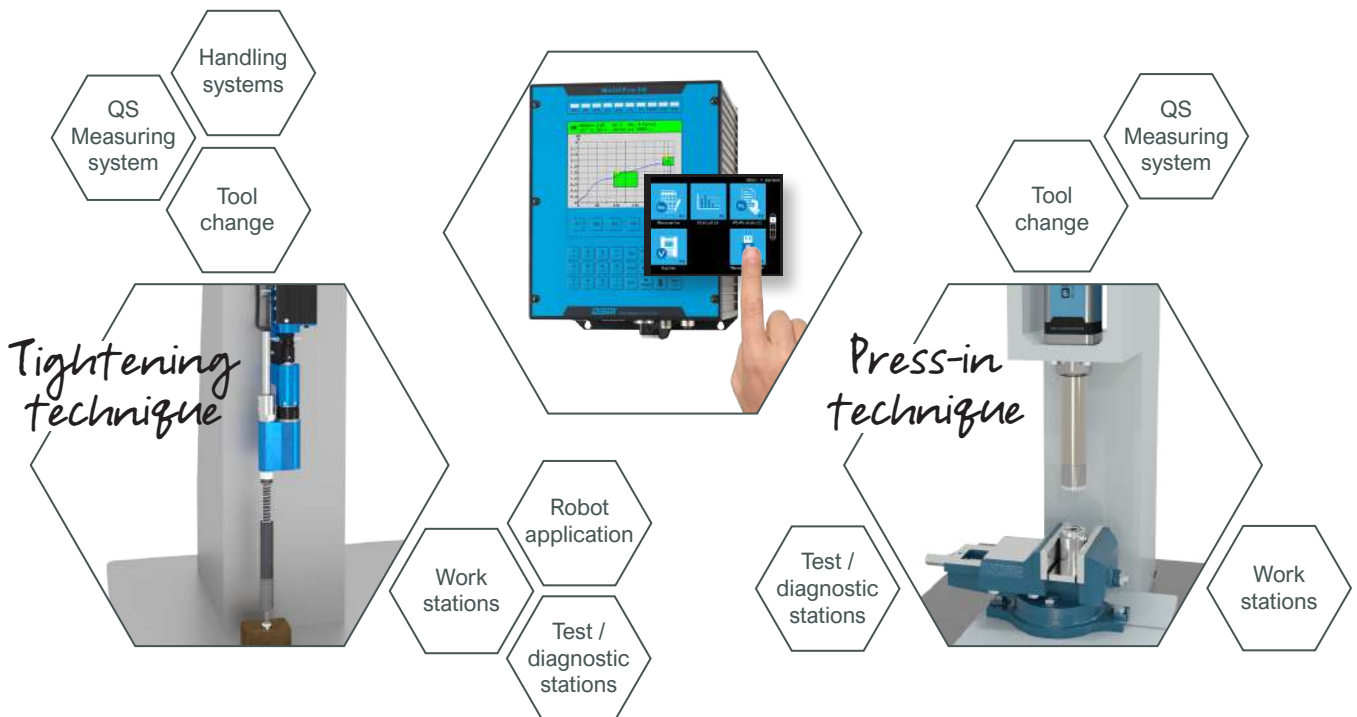 Handling
systems
QS
Measuring
system
Tool
change
Tightening
technique
Robot
application
Work
stations
Test /
diagnostic
stations
QS
Measuring
system
Tool
change
Press-in
technique
Test /
diagnostic
stations
Work
stations